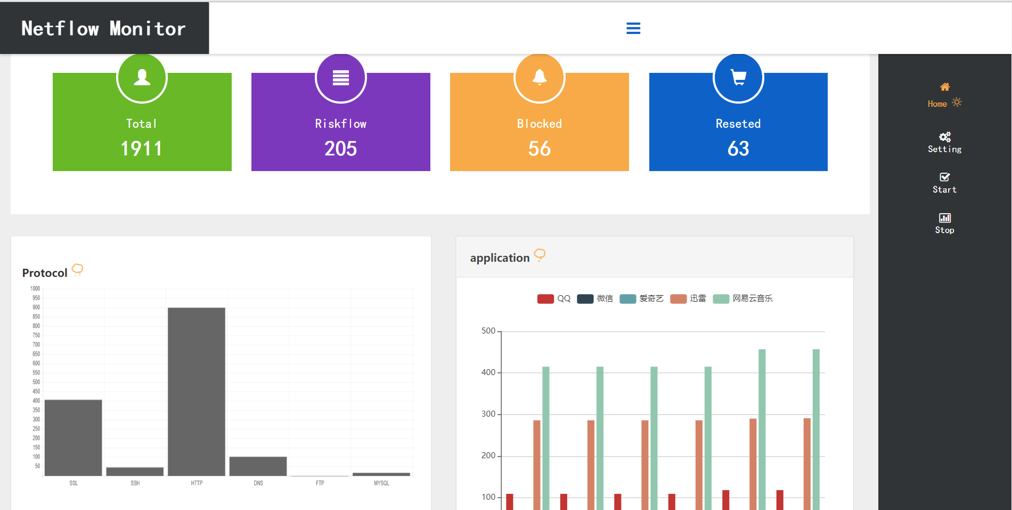 Netflow Monitor
Total
1911
Riskflow
205
Blocked
56
Reseted
63
Home
Setting
Start
Stop
Protocol
1000
950
900
850
800
750
700
650
600
550
500
450
400
350
300
250
200
150
100
50
SSL SSH HTTP DNS FTP MYSQL
application
QQ 微信 爱奇艺 迅雷 网易云音乐
500
400
300
200
100